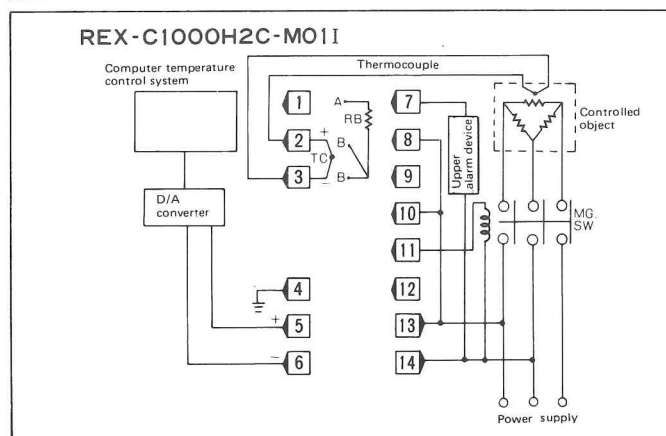 REX-C1000H2C-M01I
Computer temperature
control system
Thermocouple
Controlled
object
D/A
converter
1
2
3
4
5
6
+
TC
−
A
RB
B
B
+
−
7
8
9
10
11
12
13
14
Upper
alarm device
MG.
SW
Power supply